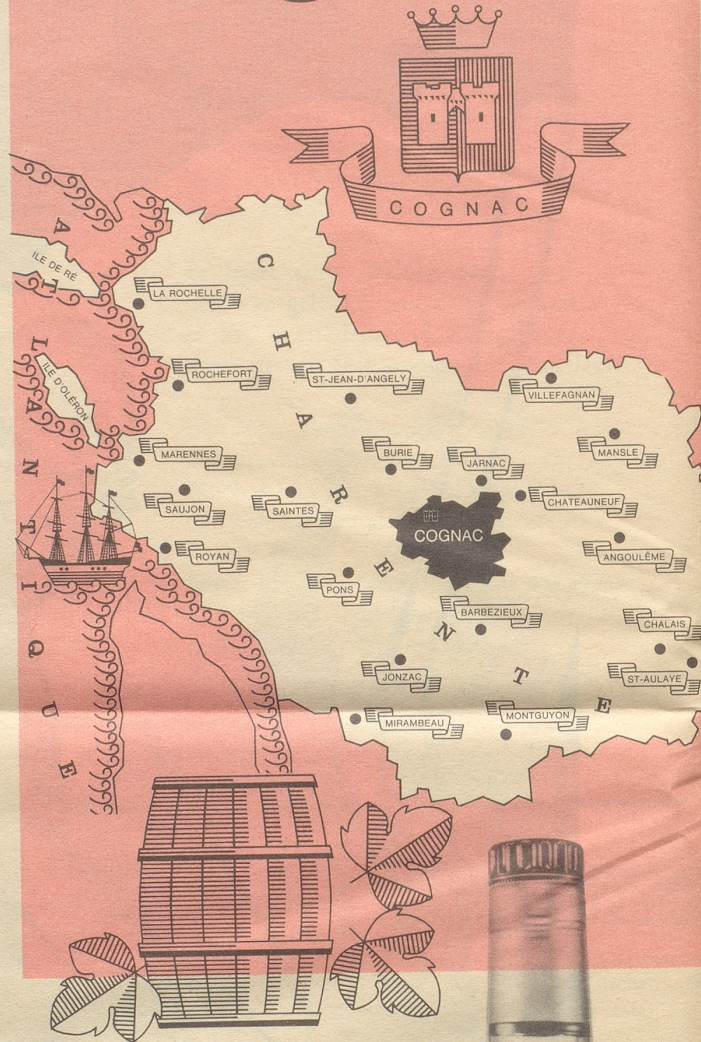 COGNAC
ATLANTIQUE
ILE DE RÉ
CHARENTE
LA ROCHELLE
ILE D'OLÉRON
ROCHEFORT
ST-JEAN-D'ANGELY
VILLEFAGNAN
MARENNES
BURIE
JARNAC
MANSLE
SAUJON
SAINTES
CHATEAUNEUF
COGNAC
ROYAN
ANGOULÊME
PONS
BARBEZIEUX
CHALAIS
JONZAC
ST-AULAYE
MIRAMBEAU
MONTGUYON